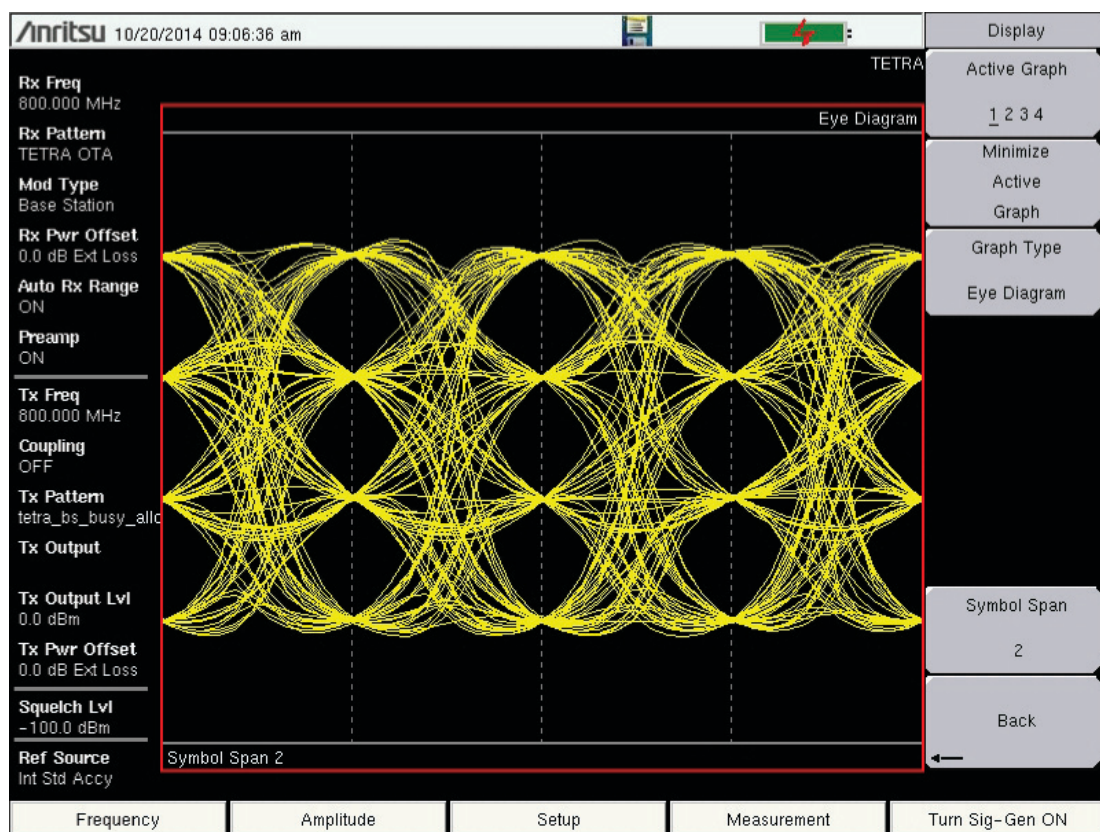 Anritsu 10/20/2014 09:06:36 am
Display
TETRA
Eye Diagram
Rx Freq
800.000 MHz
Rx Pattern
TETRA OTA
Mod Type
Base Station
Rx Pwr Offset
0.0 dB Ext Loss
Auto Rx Range
ON
Preamp
ON
Tx Freq
800.000 MHz
Coupling
OFF
Tx Pattern
tetra_bs_busy_allc
Tx Output
Tx Output Lvl
0.0 dBm
Tx Pwr Offset
0.0 dB Ext Loss
Squelch Lvl
-100.0 dBm
Ref Source
Int Std Accy
Symbol Span 2
Active Graph
1 2 3 4
Minimize
Active
Graph
Graph Type
Eye Diagram
Symbol Span
2
Back
Frequency
Amplitude
Setup
Measurement
Turn Sig-Gen ON